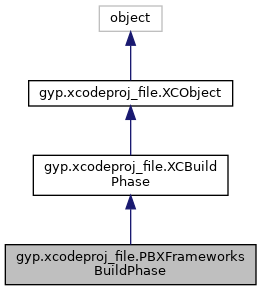 object
gyp.xcodeproj_file.XCObject
gyp.xcodeproj_file.XCBuild
Phase
gyp.xcodeproj_file.PBXFrameworks
BuildPhase